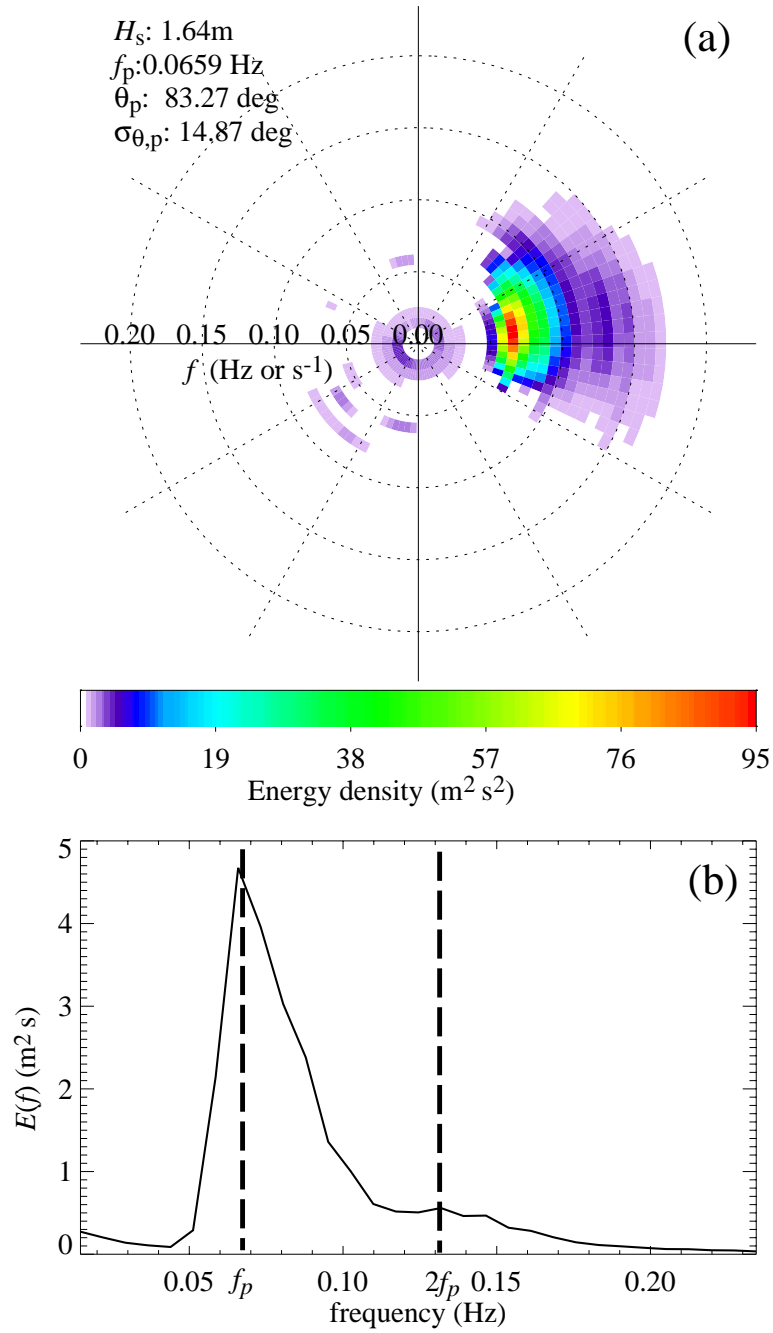 (a)
Hs: 1.64m
fp:0.0659 Hz
θp: 83.27 deg
σθ,p: 14.87 deg
0.20 0.15 0.10 0.05 0.00
f (Hz or s-1)
0 19 38 57 76 95
Energy density (m2 s2)
(b)
5
4
3
2
1
0
E(f) (m2 s)
0.05 fp 0.10 2fp 0.15 0.20
frequency (Hz)